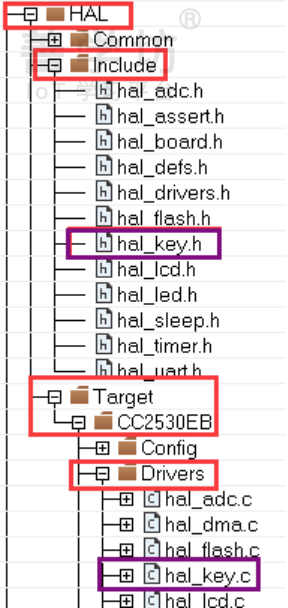 HAL
Common
Include
hal_adc.h
hal_assert.h
hal_board.h
hal_defs.h
hal_drivers.h
hal_flash.h
hal_key.h
hal_lcd.h
hal_led.h
hal_sleep.h
hal_timer.h
hal_uart.h
Target
CC2530EB
Config
Drivers
hal_adc.c
hal_dma.c
hal_flash.c
hal_key.c
hal_lcd.c